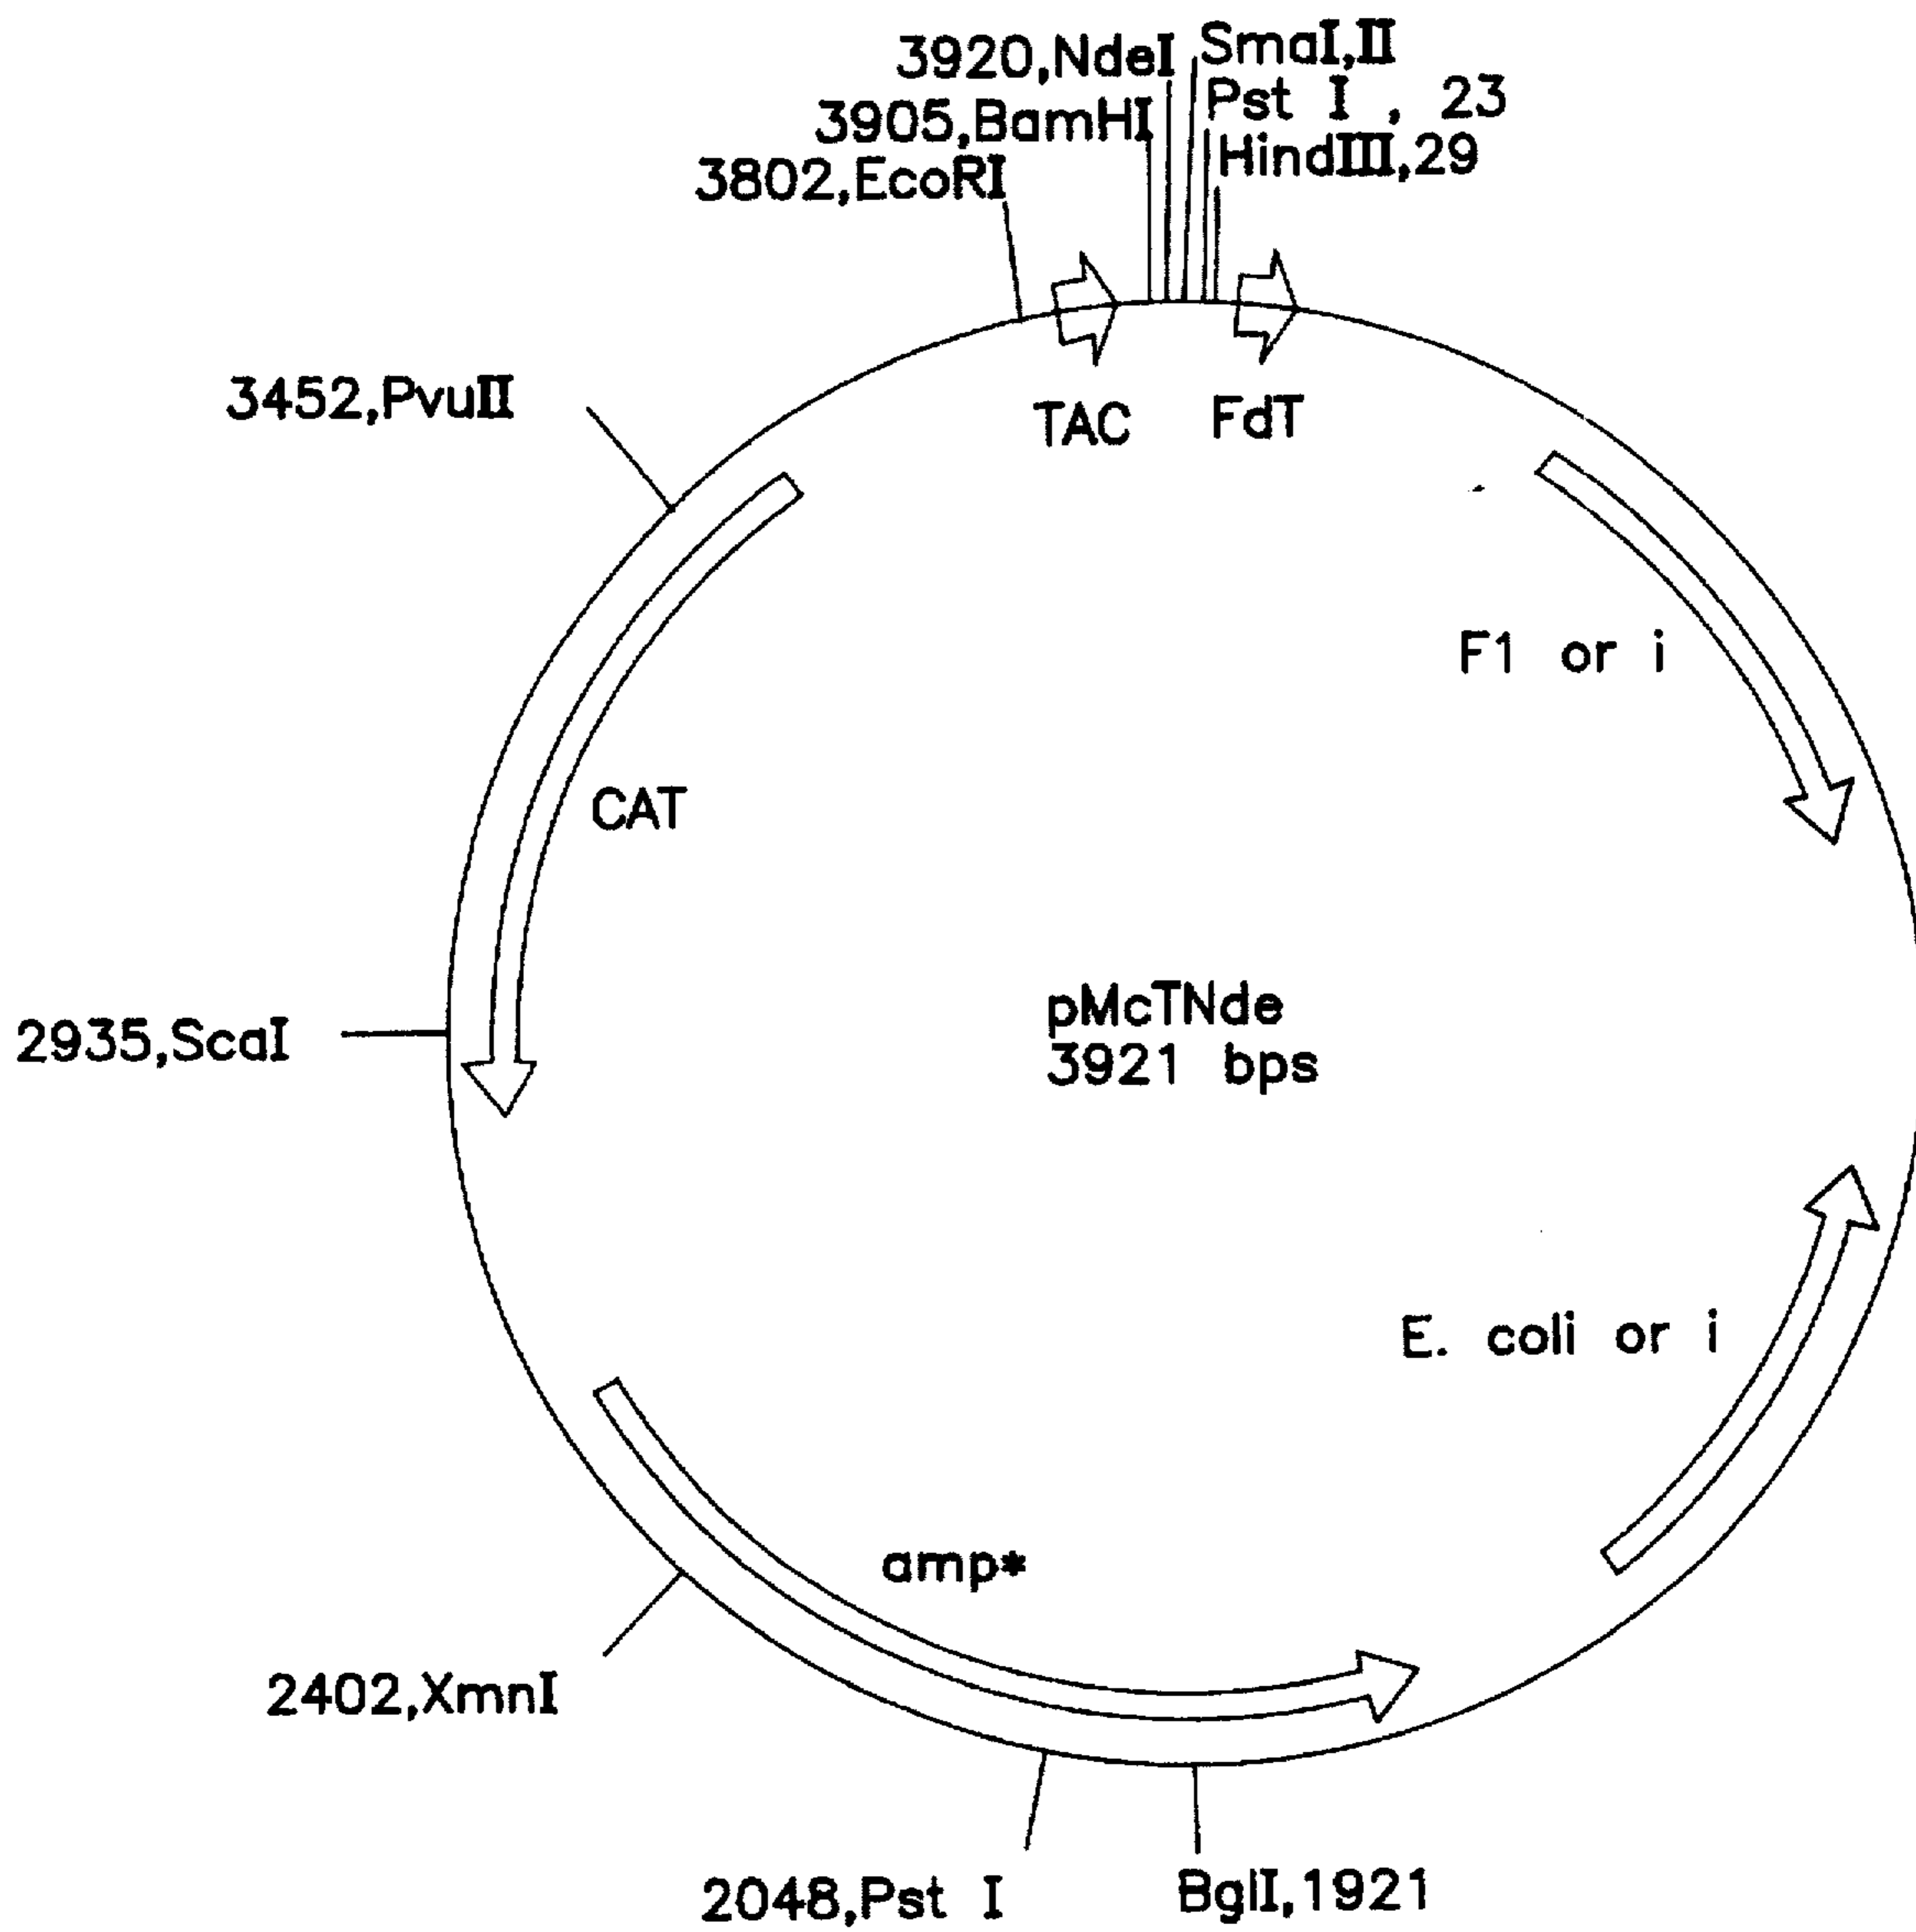 3920,NdeI
SmaI,II
3905,BamHI
Pst I , 23
3802,EcoRI
HindIII,29
3452,PvuII
TAC
FdT
F1 or i
CAT
2935,ScaI
pMcTNde
3921 bps
E. coli or i
amp*
2402,XmnI
2048,Pst I
BglI,1921